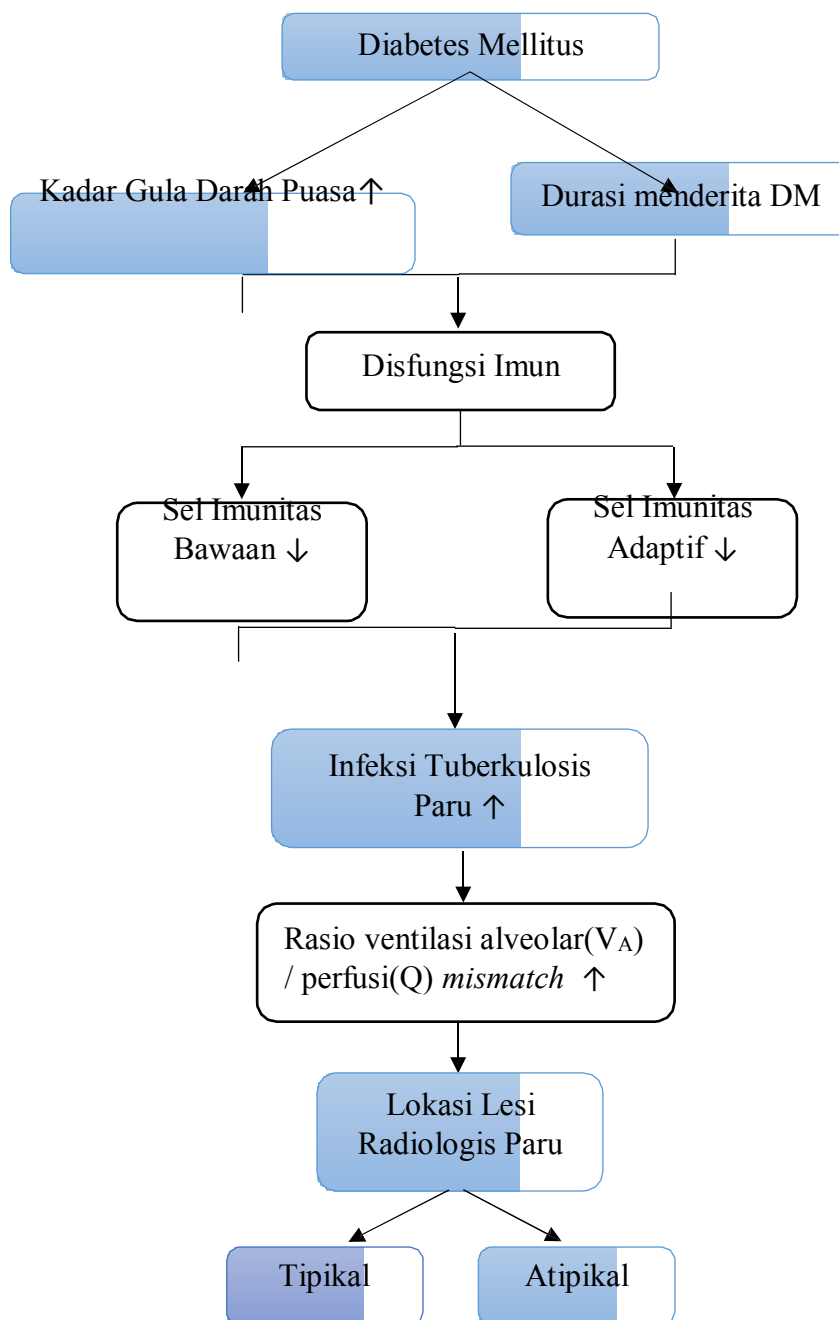 Diabetes Mellitus
Kadar Gula Darah Puasa↑
Durasi menderita DM
Disfungsi Imun
Sel Imunitas
Bawaan ↓
Sel Imunitas
Adaptif ↓
Infeksi Tuberkulosis
Paru ↑
Rasio ventilasi alveolar(VA)
/ perfusi(Q) mismatch ↑
Lokasi Lesi
Radiologis Paru
Tipikal
Atipikal